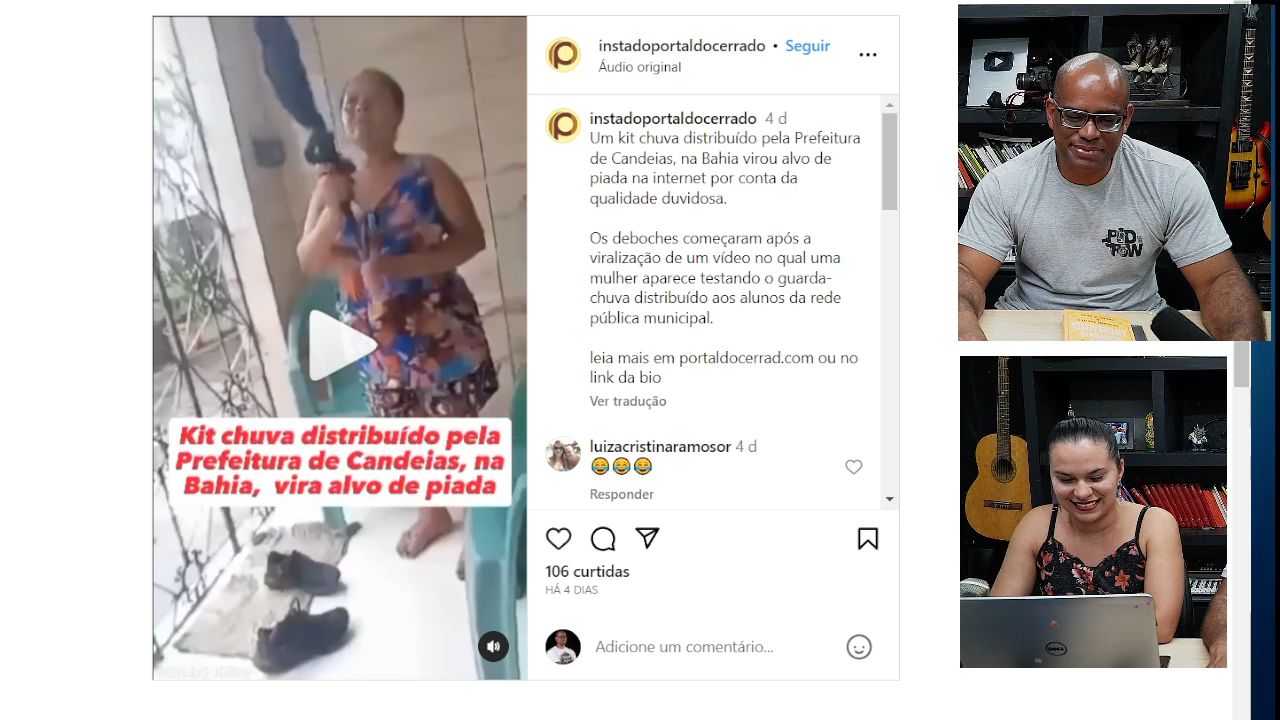 instadoportaldocerrado • Seguir
Áudio original
instadoportaldocerrado 4 d
Um kit chuva distribuído pela Prefeitura
de Candeias, na Bahia virou alvo de
piada na internet por conta da
qualidade duvidosa.
Os deboches começaram após a
viralização de um vídeo no qual uma
mulher aparece testando o guarda-
chuva distribuído aos alunos da rede
pública municipal.
leia mais em portaldocerrad.com ou no
link da bio
Ver tradução
luizacristinaramosor 4 d
😂😂😂
Responder
106 curtidas
HÁ 4 DIAS
Adicione um comentário...
Kit chuva distribuído pela
Prefeitura de Candeias, na
Bahia, vira alvo de piada
DELL